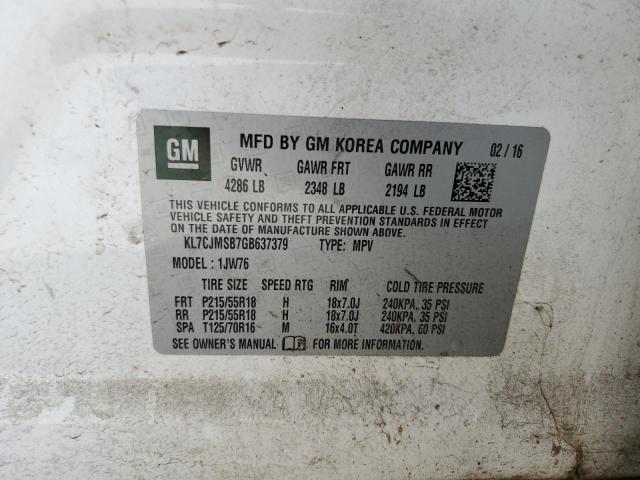 GM MFD BY GM KOREA COMPANY 02 / 16
GVWR GAWR FRT GAWR RR
4286 LB 2348 LB 2194 LB
THIS VEHICLE CONFORMS TO ALL APPLICABLE U.S. FEDERAL MOTOR
VEHICLE SAFETY AND THEFT PREVENTION STANDARDS IN EFFECT
ON THE DATE OF MANUFACTURE SHOWN ABOVE.
KL7CJMSB7GB637379 TYPE: MPV
MODEL : 1JW76
TIRE SIZE SPEED RTG RIM COLD TIRE PRESSURE
FRT P215/55R18 H 18x7.0J 240KPA, 35 PSI
RR P215/55R18 H 18x7.0J 240KPA, 35 PSI
SPA T125/70R16 M 16x4.0T 420KPA, 60 PSI
SEE OWNER'S MANUAL FOR MORE INFORMATION.